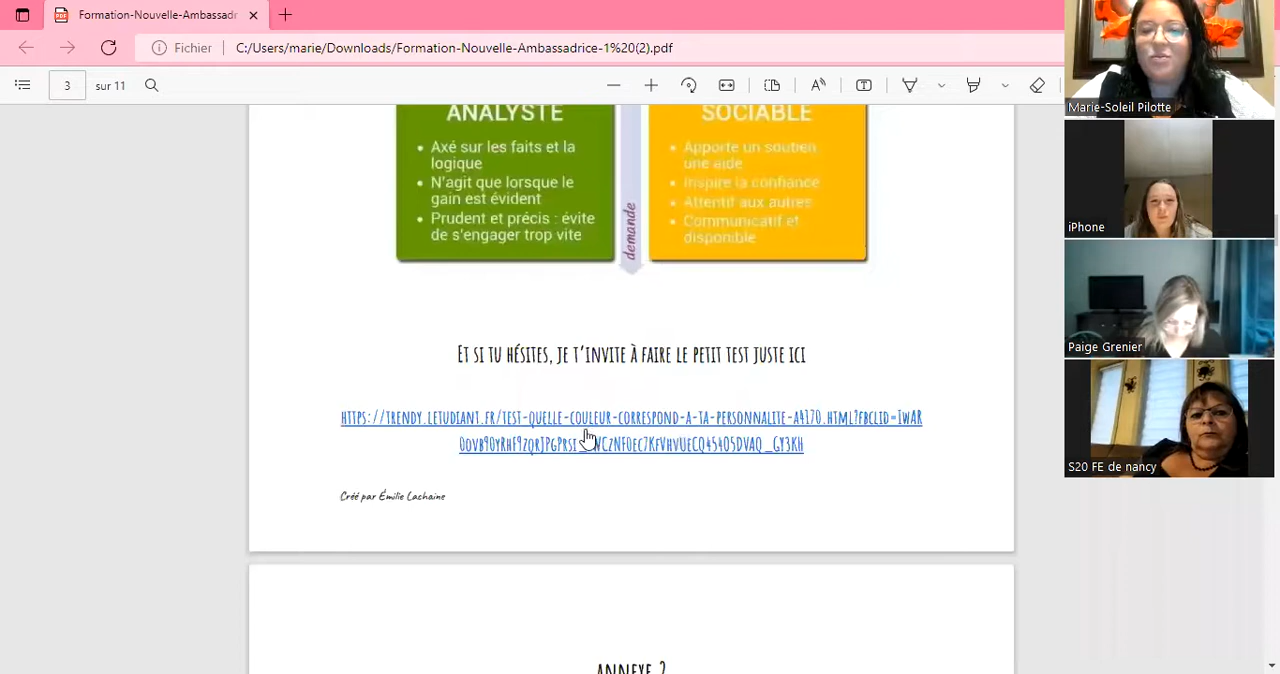 Formation-Nouvelle-Ambassadr
Fichier
C:/Users/marie/Downloads/Formation-Nouvelle-Ambassadrice-1%20(2).pdf
3 sur 11
ANALYSTE
• Axé sur les faits et la
logique
• N'agit que lorsque le
gain est évident
• Prudent et précis : évite
de s'engager trop vite
demande
SOCIABLE
• Apporte un soutien
une aide
• Inspire la confiance
• Attentif aux autres
• Communicatif et
disponible
Et si tu hésites, je t'invite à faire le petit test juste ici
https://trendy.letudiant.fr/test-quelle-couleur-correspond-a-ta-personnalite-a4170.html?fbclid=IwAR
Créé par Émilie Lachaine
ANNEXE 2
Marie-Soleil Pilotte
iPhone
Paige Grenier
S20 FE de nancy